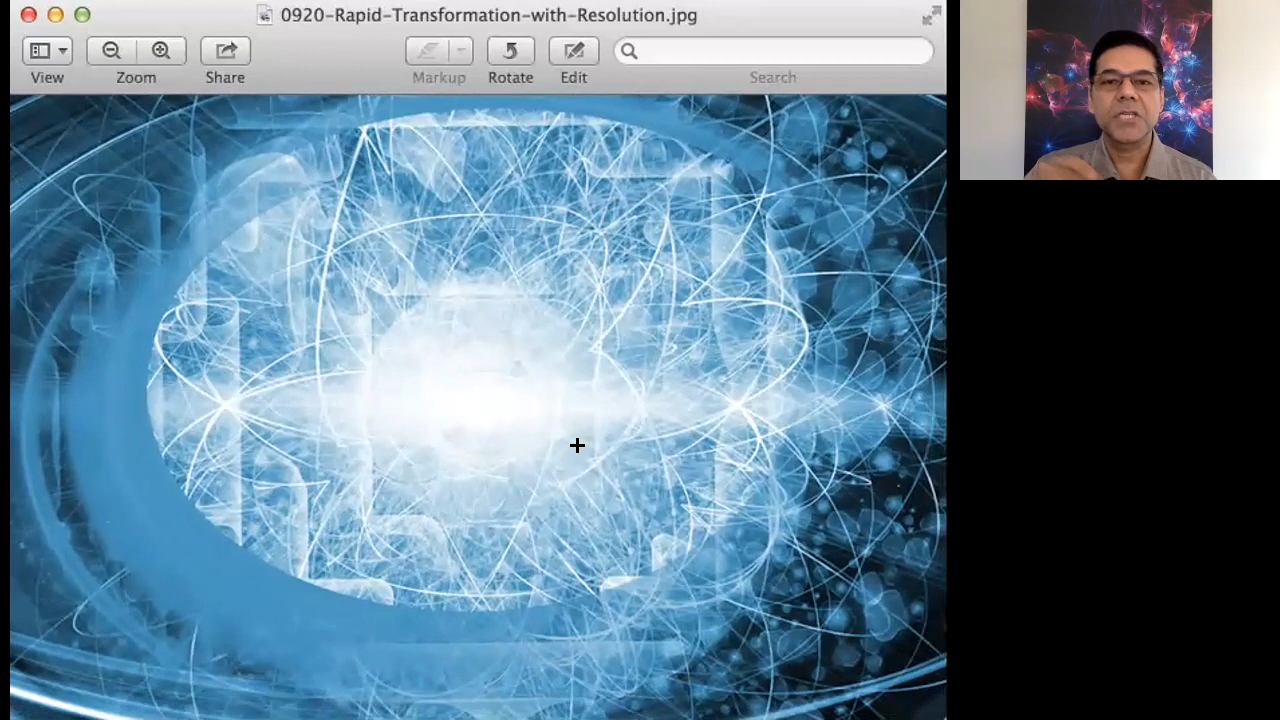 0920-Rapid-Transformation-with-Resolution.jpg
View Zoom Share Markup Rotate Edit Search